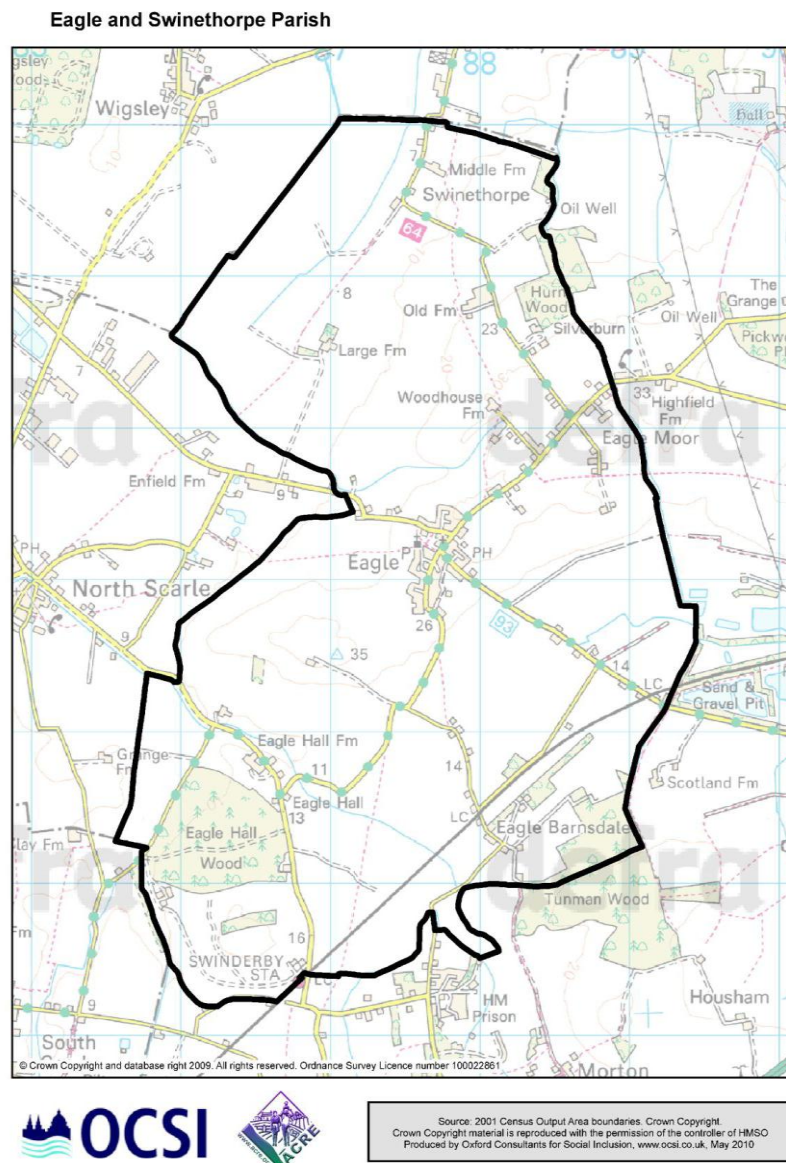 Eagle and Swinethorpe Parish
88
Wigsley
Hall
7
Middle Fm
Swinethorpe
Oil Well
64
8
Old Fm
Hurn
Wood
23
Silverburn
Oil Well
The
Grange
Large Fm
7
Woodhouse
Fm
33
Highfield
Fm
Eagle Moor
defra
Enfield Fm
9
PH
Eagle
P
PH
North Scarle
26
93
9
35
14
LC
Sand &
Gravel Pit
Eagle Hall Fm
Grange
Fm
11
14
Scotland Fm
Eagle Hall
13
LC
Eagle Hall
Wood
Eagle Barnsdale
defra
Tunman Wood
16
SWINDERBY
STA
LC
9
HM
Prison
Housham
South
Morton
© Crown Copyright and database right 2009. All rights reserved. Ordnance Survey Licence number 100022861
OCSI
ACRE
Source: 2001 Census Output Area boundaries. Crown Copyright.
Crown Copyright material is reproduced with the permission of the controller of HMSO
Produced by Oxford Consultants for Social Inclusion, www.ocsi.co.uk, May 2010